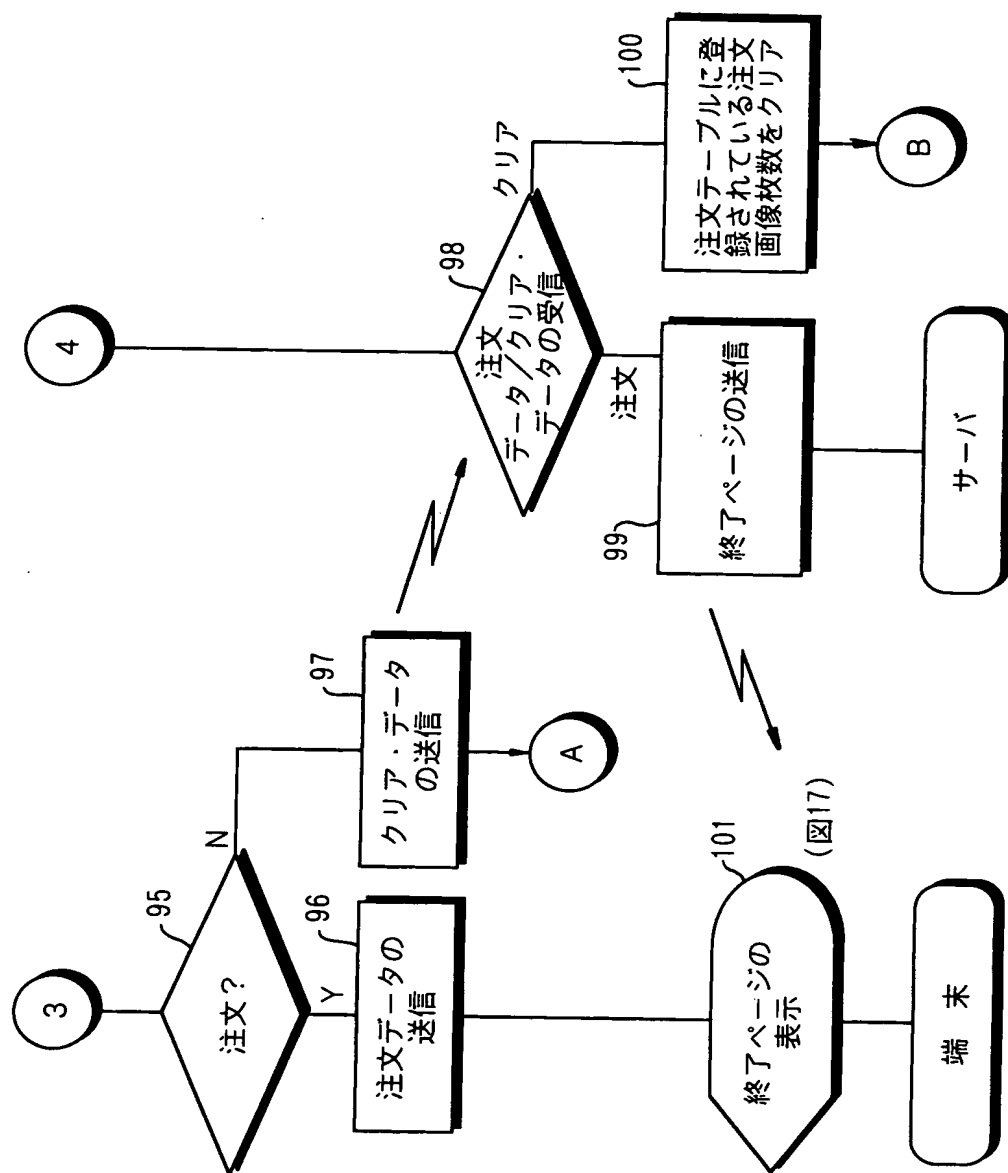 3
95
注文?
N
Y
96
注文データの
送信
97
クリア・データ
の送信
A
101
終了ページの
表示
(図17)
端 末
4
98
注文
データ/クリア・
データの受信
クリア
注文
99
終了ページの送信
サーバ
100
注文テーブルに登
録されている注文
画像枚数をクリア
B